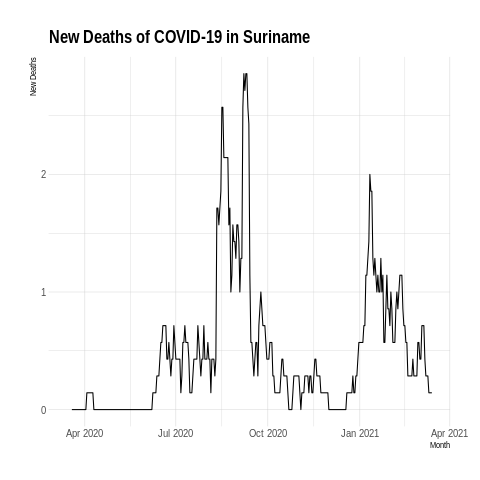 New Deaths of COVID-19 in Suriname
New Deaths
2
1
0
Apr 2020 Jul 2020 Oct 2020 Jan 2021 Apr 2021
Month